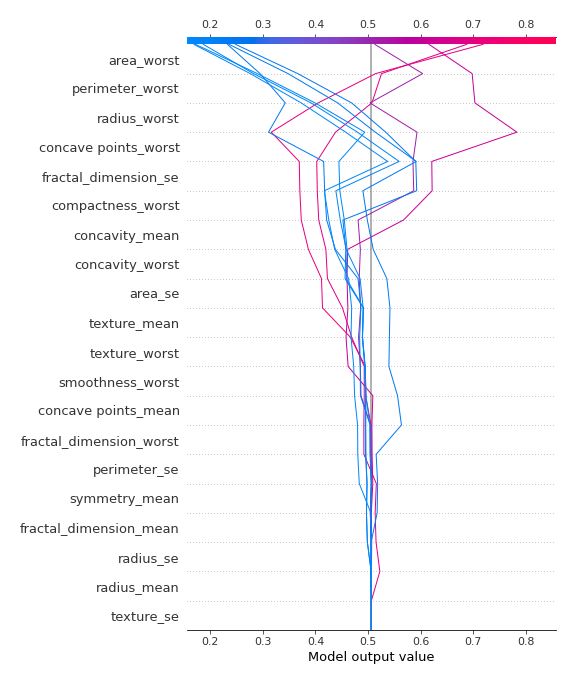 0.2 0.3 0.4 0.5 0.6 0.7 0.8
area_worst
perimeter_worst
radius_worst
concave points_worst
fractal_dimension_se
compactness_worst
concavity_mean
concavity_worst
area_se
texture_mean
texture_worst
smoothness_worst
concave points_mean
fractal_dimension_worst
perimeter_se
symmetry_mean
fractal_dimension_mean
radius_se
radius_mean
texture_se
0.2 0.3 0.4 0.5 0.6 0.7 0.8
Model output value